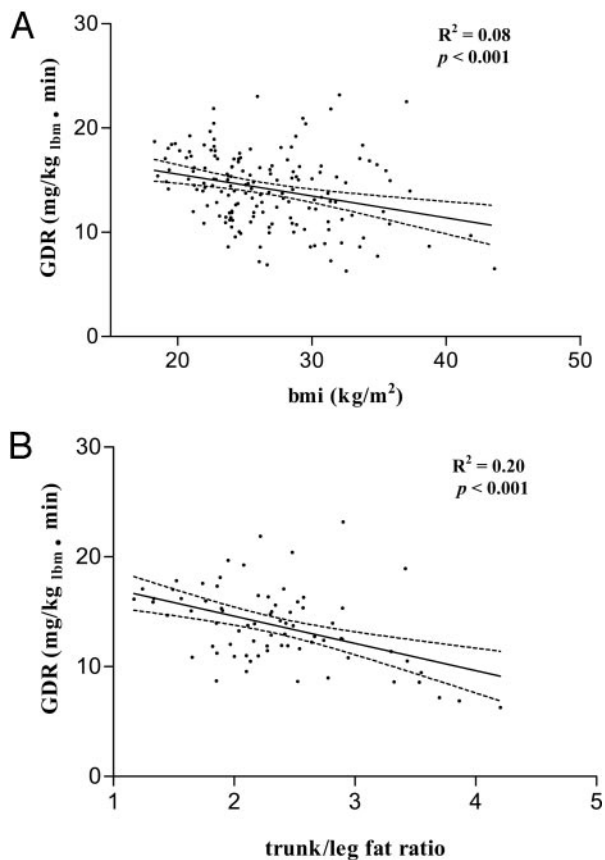 A
R² = 0.08
p < 0.001
GDR (mg/kg lbm • min)
30
20
10
0
20
30
40
50
bmi (kg/m²)
B
R² = 0.20
p < 0.001
GDR (mg/kg lbm • min)
30
20
10
0
1
2
3
4
5
trunk/leg fat ratio